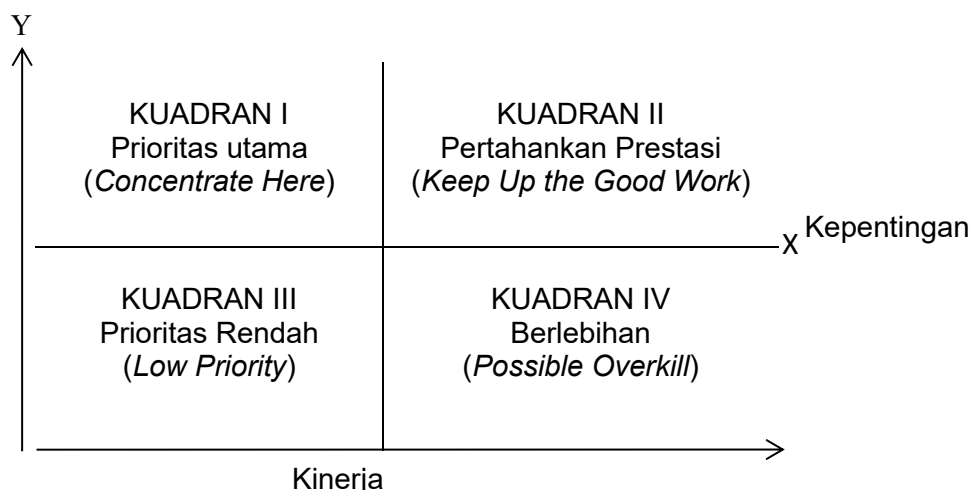 Y
KUADRAN I
Prioritas utama
(Concentrate Here)
KUADRAN II
Pertahankan Prestasi
(Keep Up the Good Work)
X Kepentingan
KUADRAN III
Prioritas Rendah
(Low Priority)
KUADRAN IV
Berlebihan
(Possible Overkill)
Kinerja